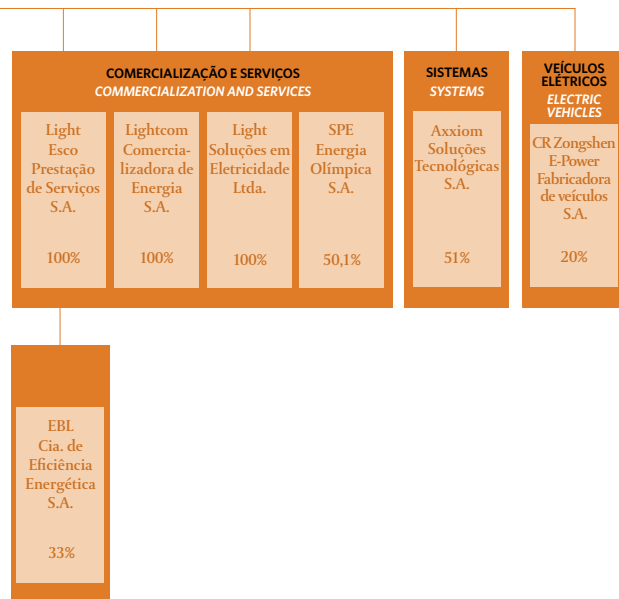 COMERCIALIZAÇÃO E SERVIÇOS
COMMERCIALIZATION AND SERVICES
Light
Esco
Prestação
de Serviços
S.A.
100%
Lightcom
Comercia-
lizadora de
Energia
S.A.
100%
Light
Soluções em
Eletricidade
Ltda.
100%
SPE
Energia
Olímpica
S.A.
50,1%
SISTEMAS
SYSTEMS
Axxiom
Soluções
Tecnológicas
S.A.
51%
VEÍCULOS
ELÉTRICOS
ELECTRIC
VEHICLES
CR Zongshen
E-Power
Fabricadora
de veículos
S.A.
20%
EBL
Cia. de
Eficiência
Energética
S.A.
33%